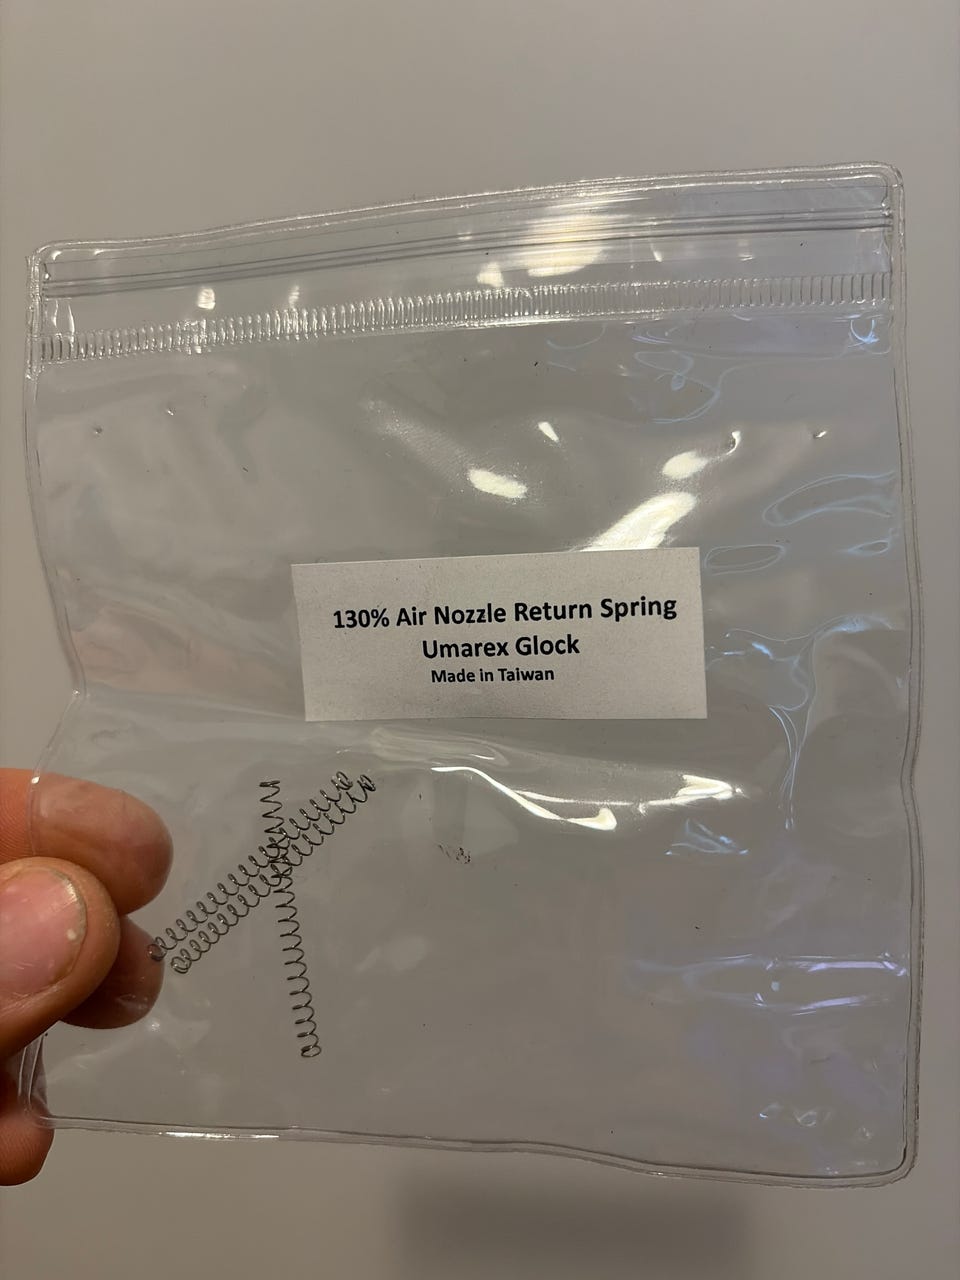 130% Air Nozzle Return Spring
Umarex Glock
Made in Taiwan